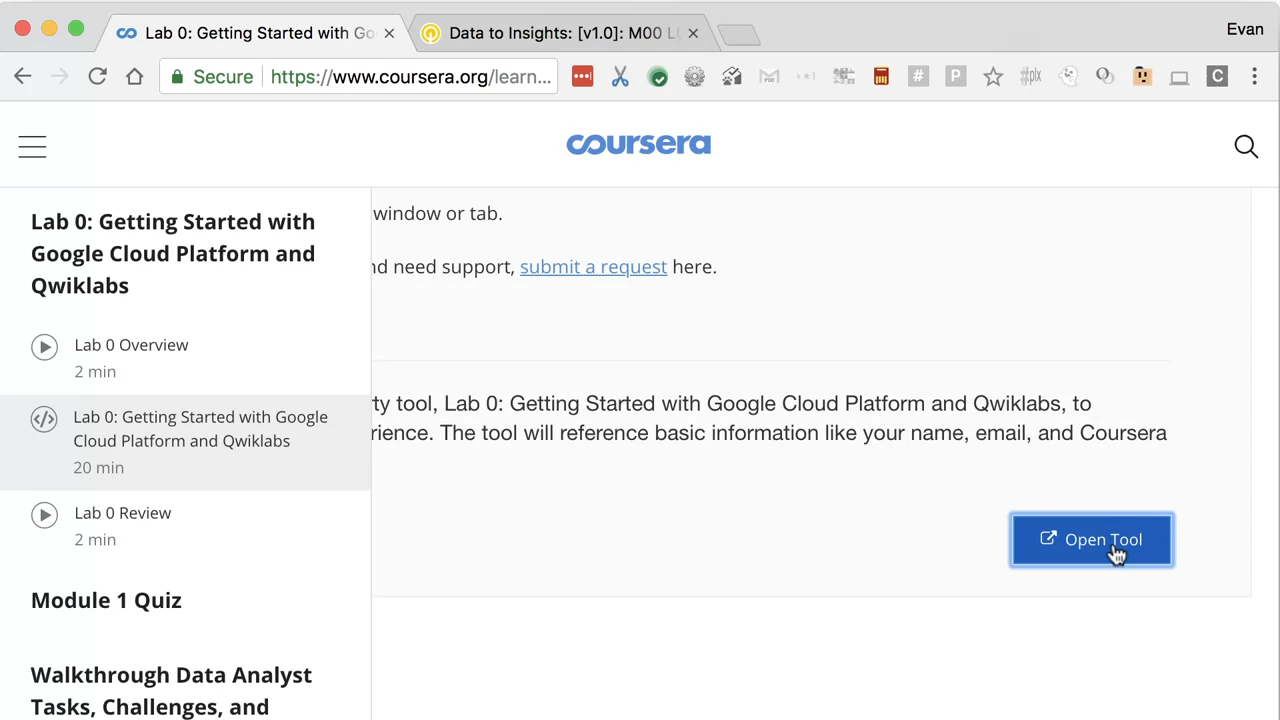 Lab 0: Getting Started with Go
Data to Insights: [v1.0]: M00 L
Evan
Secure
https://www.coursera.org/learn...
#
P
#plx
C
coursera
Lab 0: Getting Started with
Google Cloud Platform and
Qwiklabs
Lab 0 Overview
2 min
Lab 0: Getting Started with Google
Cloud Platform and Qwiklabs
20 min
Lab 0 Review
2 min
Module 1 Quiz
Walkthrough Data Analyst
Tasks, Challenges, and
window or tab.
nd need support, submit a request here.
ty tool, Lab 0: Getting Started with Google Cloud Platform and Qwiklabs, to
rience. The tool will reference basic information like your name, email, and Coursera
Open Tool